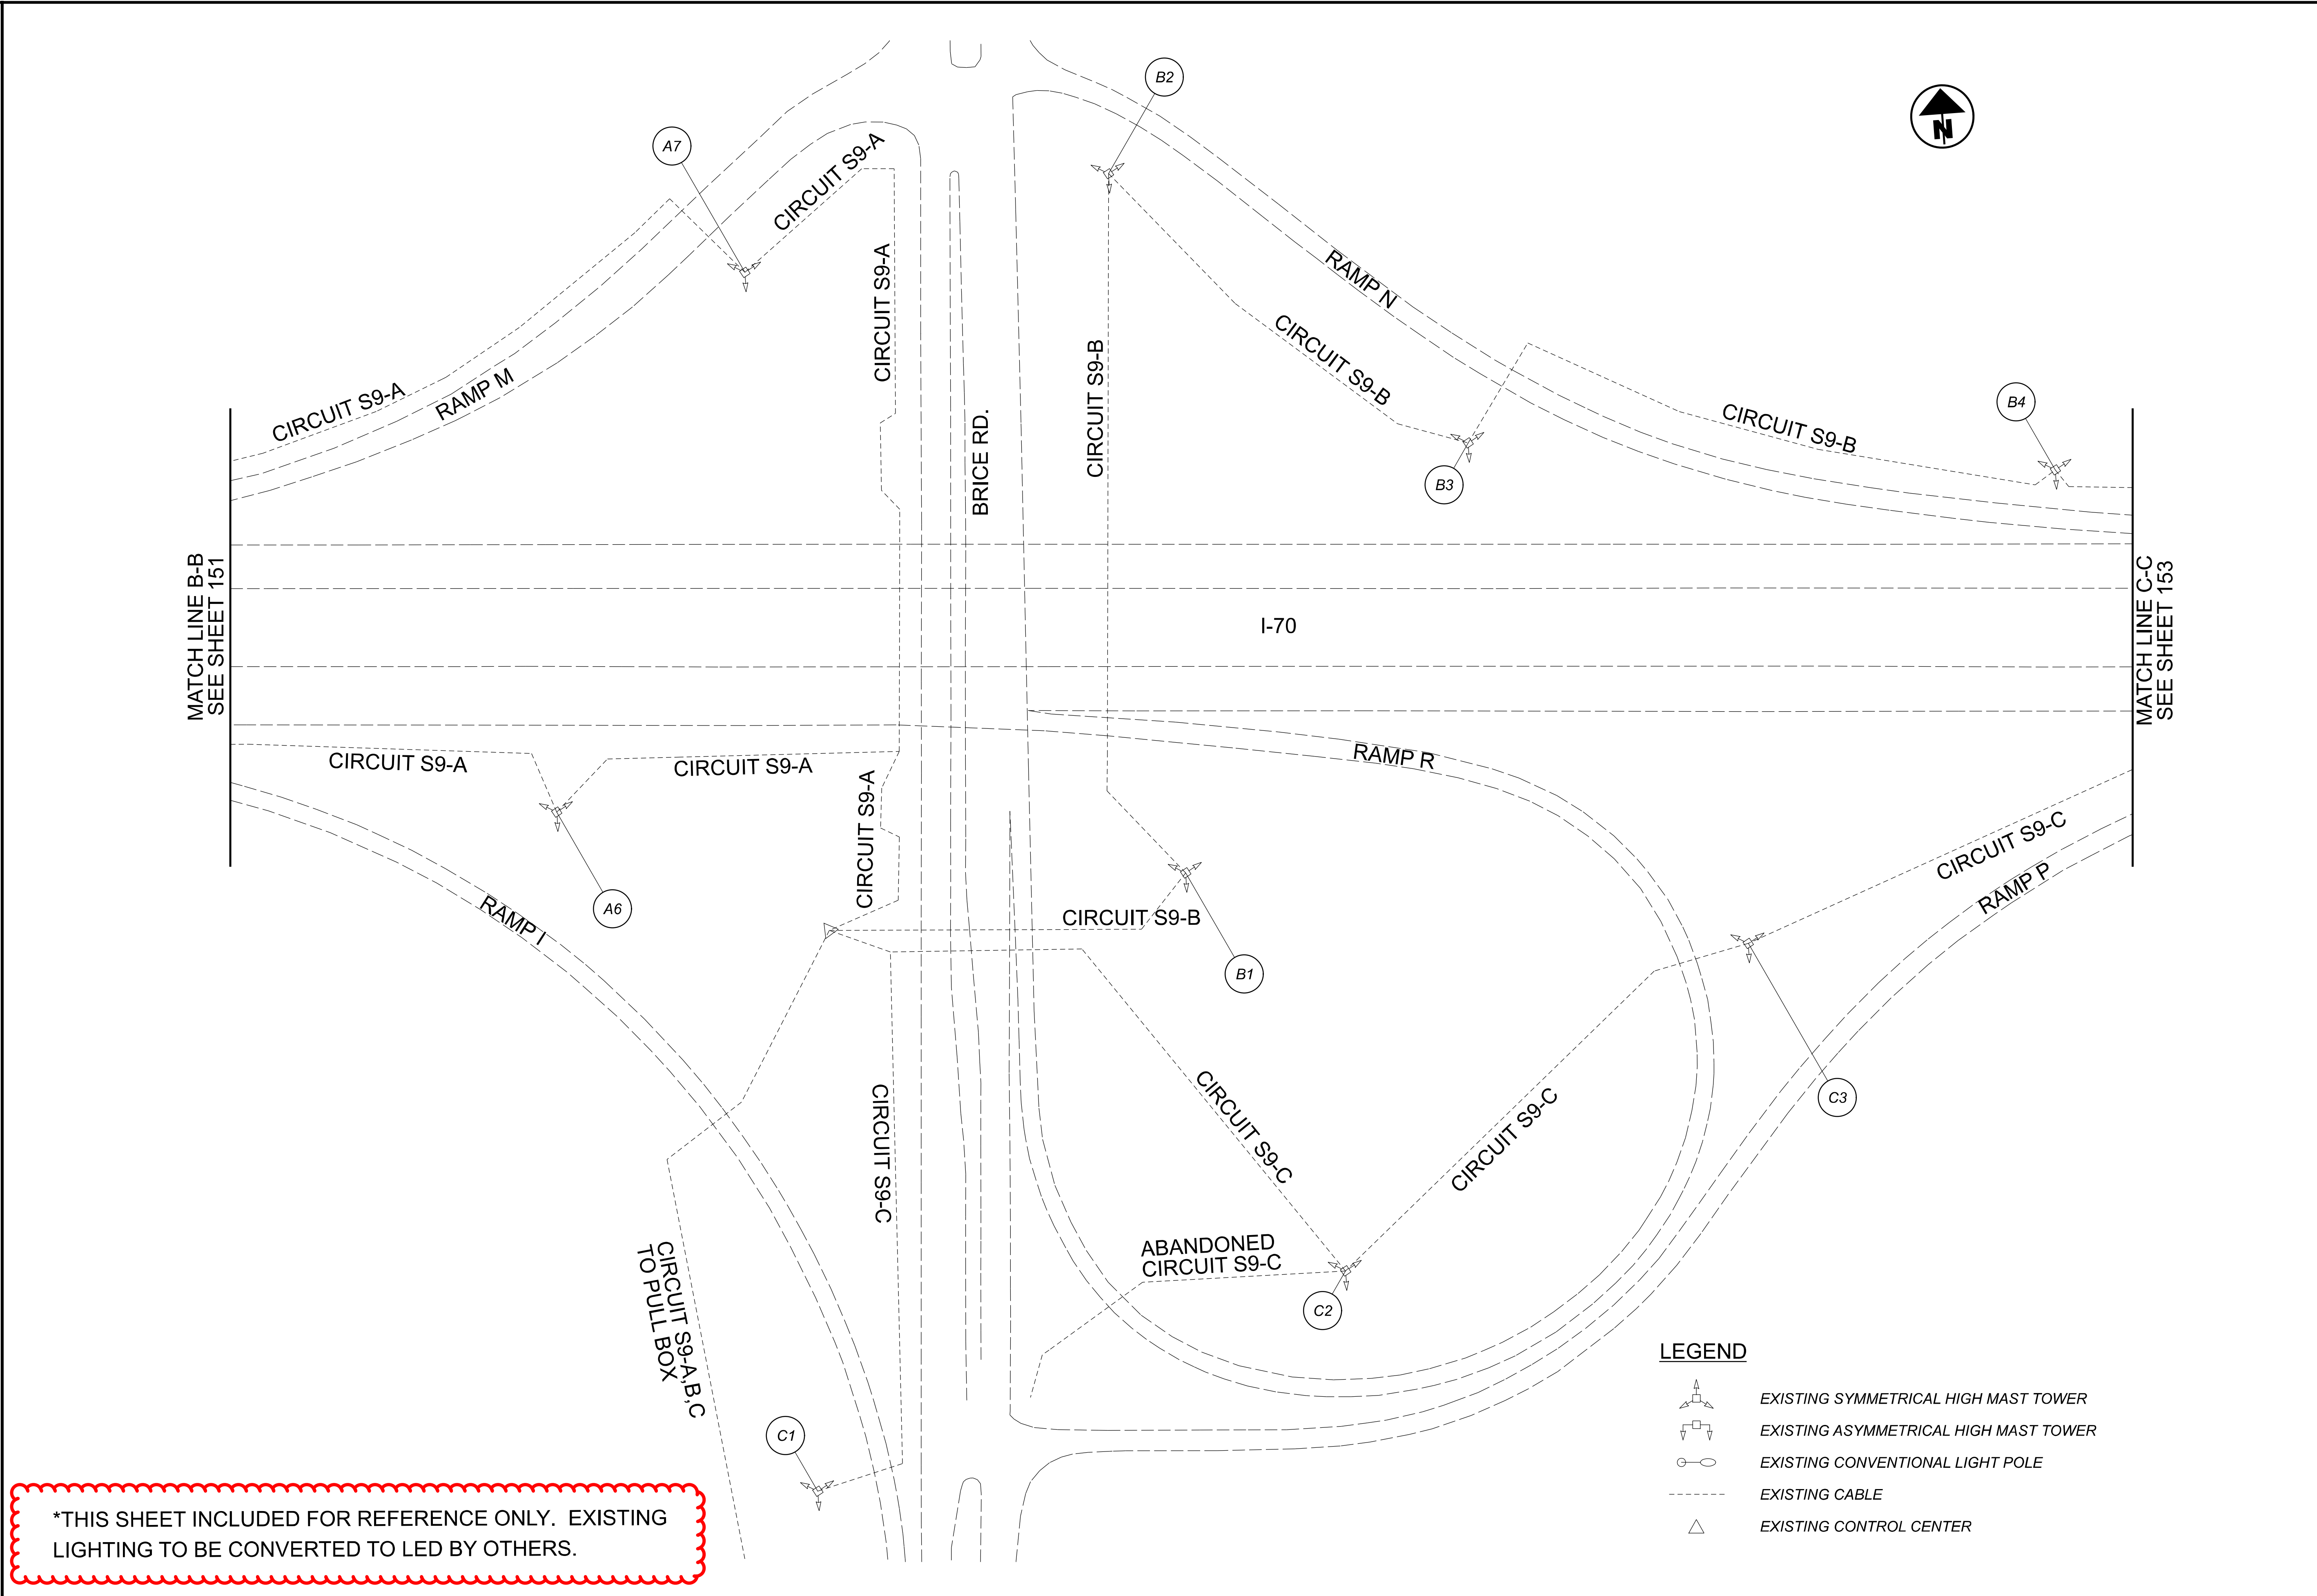 B2
N
A7
CIRCUIT S9-A
CIRCUIT S9-A
RAMP N
CIRCUIT S9-B
CIRCUIT S9-B
CIRCUIT S9-A
RAMP M
BRICE RD.
B3
CIRCUIT S9-B
B4
MATCH LINE B-B
SEE SHEET 151
I-70
MATCH LINE C-C
SEE SHEET 153
CIRCUIT S9-A
CIRCUIT S9-A
CIRCUIT S9-A
RAMP R
A6
RAMP I
CIRCUIT S9-B
B1
CIRCUIT S9-C
RAMP P
C3
CIRCUIT S9-C
CIRCUIT S9-C
CIRCUIT S9-C
ABANDONED
CIRCUIT S9-C
C2
CIRCUIT S9-A,B,C
TO PULL BOX
C1
LEGEND
EXISTING SYMMETRICAL HIGH MAST TOWER
EXISTING ASYMMETRICAL HIGH MAST TOWER
EXISTING CONVENTIONAL LIGHT POLE
EXISTING CABLE
EXISTING CONTROL CENTER
*THIS SHEET INCLUDED FOR REFERENCE ONLY.  EXISTING
LIGHTING TO BE CONVERTED TO LED BY OTHERS.